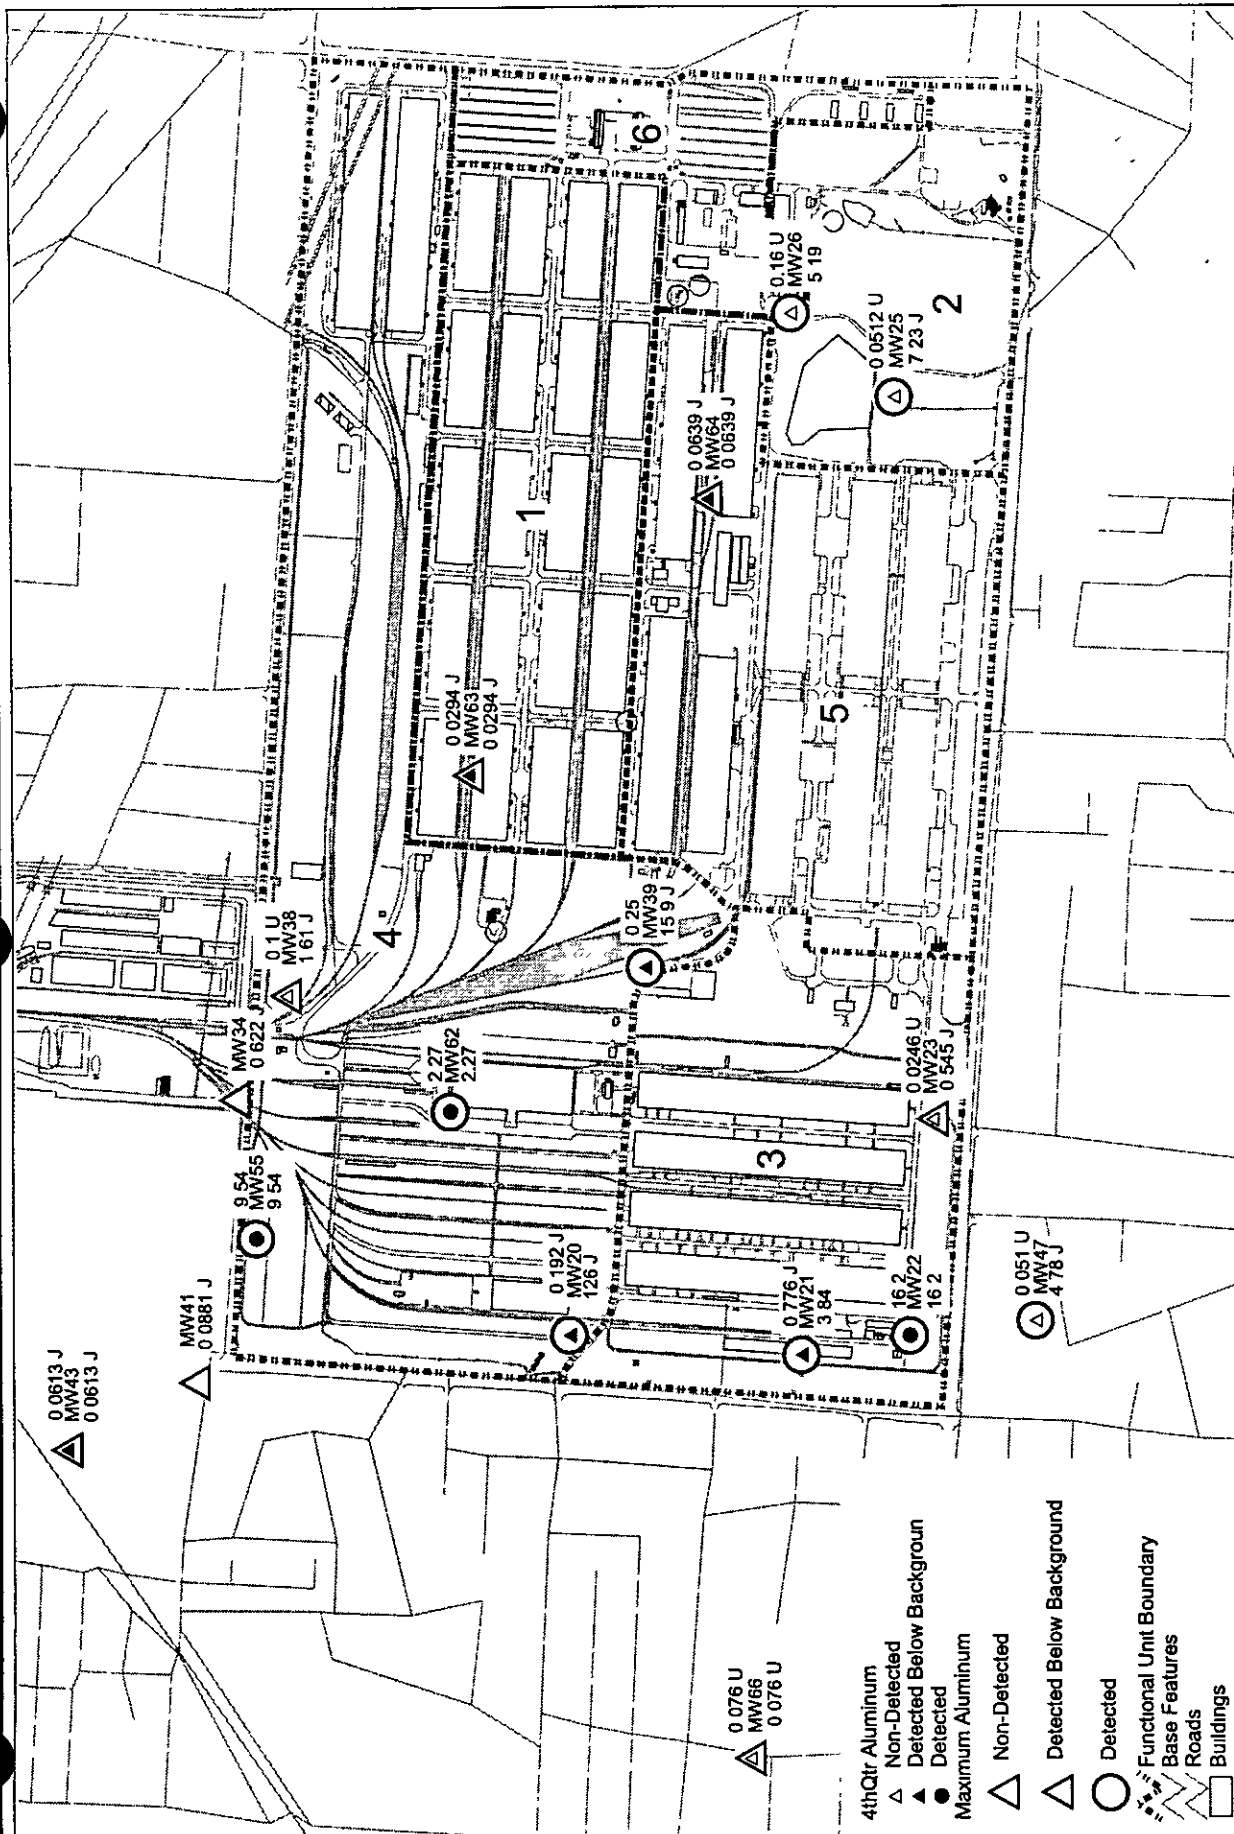 0 0613 J
MW43
0 0613 J
MW41
0 0881 J
9 54
MW55
9 54
MW34
0 622 J
0 1 U
MW38
1 61 J
4
2 27
MW62
2.27
0 0294 J
MW63
0 0294 J
1
6
0 192 J
MW20
126 J
0 25
MW39
15 9 J
0 0639 J
MW64
0 0639 J
0.16 U
MW26
5 19
0 0512 U
MW25
7 23 J
2
5
3
0 776 J
MW21
3 84
16 2
MW22
16 2
0 0246 U
MW23
0 545 J
0 051 U
MW47
4 78 J
0 076 U
MW66
0 076 U
4thQtr Aluminum
Non-Detected
Detected Below Backgroun
Detected
Maximum Aluminum
Non-Detected
Detected Below Background
Detected
Functional Unit Boundary
Base Features
Roads
Buildings